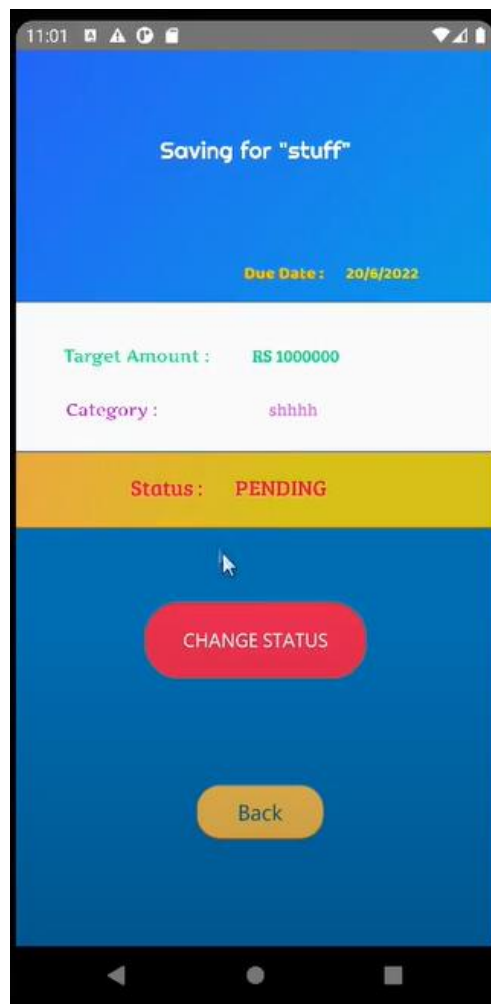 11:01
Saving for "stuff"
Due Date : 20/6/2022
Target Amount : RS 1000000
Category : shhhh
Status : PENDING
CHANGE STATUS
Back